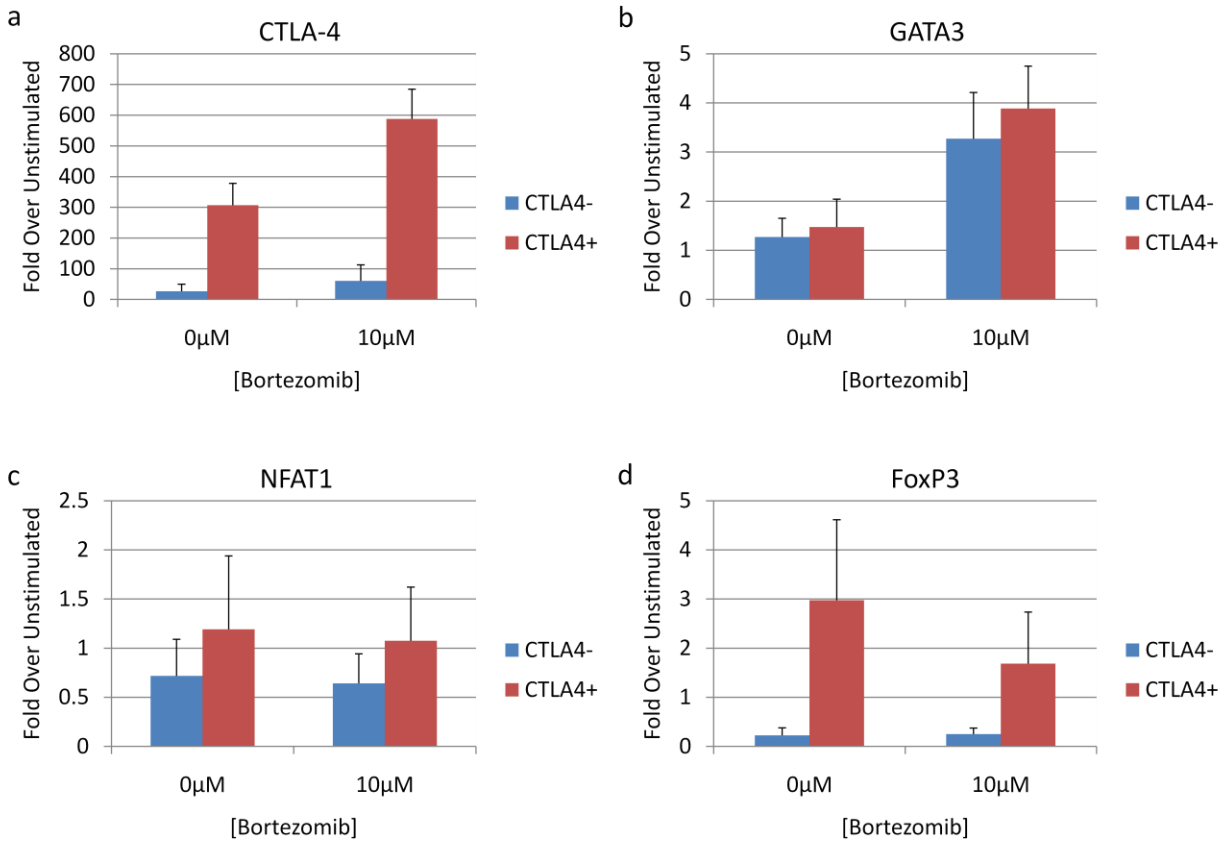 a
CTLA-4
Fold Over Unstimulated
800
700
600
500
400
300
200
100
0
0µM
10µM
[Bortezomib]
CTLA4-
CTLA4+
b
GATA3
Fold Over Unstimulated
5
4
3
2
1
0
0µM
10µM
[Bortezomib]
CTLA4-
CTLA4+
c
NFAT1
Fold Over Unstimulated
2.5
2
1.5
1
0.5
0
0µM
10µM
[Bortezomib]
CTLA4-
CTLA4+
d
FoxP3
Fold Over Unstimulated
5
4
3
2
1
0
0µM
10µM
[Bortezomib]
CTLA4-
CTLA4+